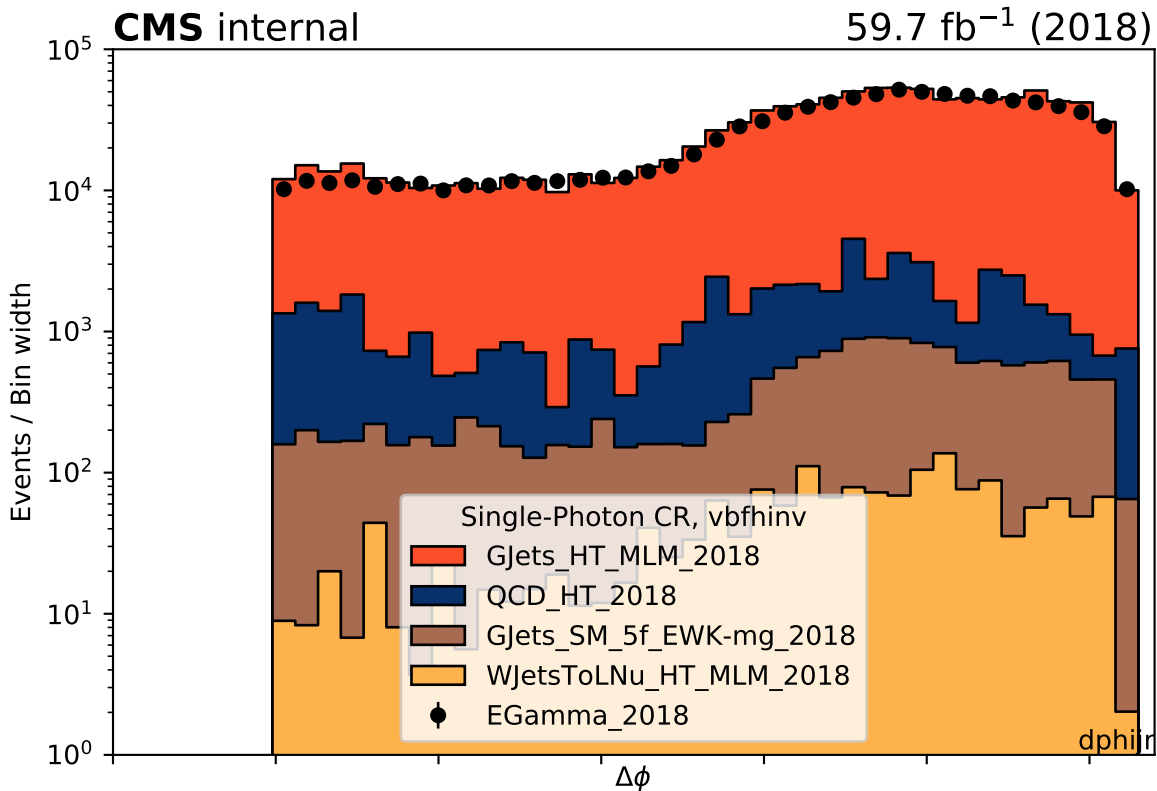 CMS internal 59.7 fb⁻¹ (2018)
10⁵
10⁴
10³
10²
10¹
10⁰
Events / Bin width
Single-Photon CR, vbfhinv
GJets_HT_MLM_2018
QCD_HT_2018
GJets_SM_5f_EWK-mg_2018
WJetsToLNu_HT_MLM_2018
EGamma_2018
Δϕ